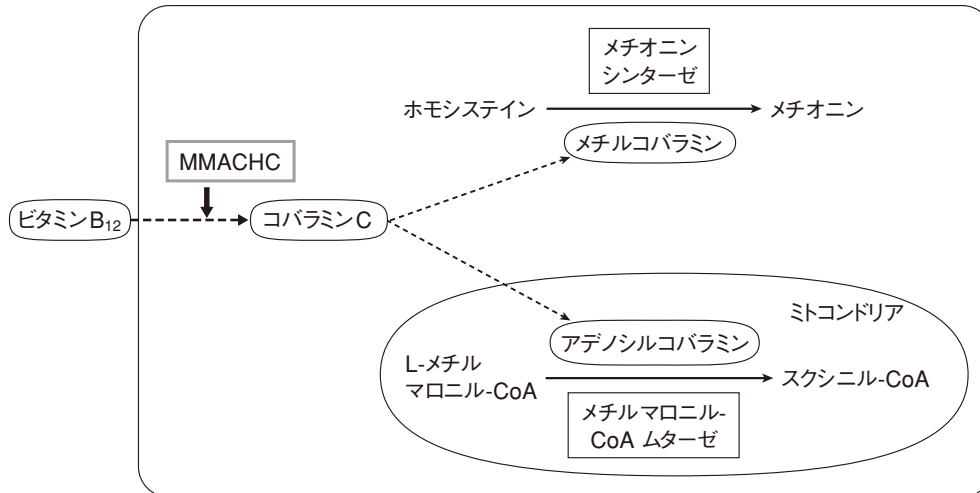 メチオニン
シンターゼ
ホモシステイン
メチオニン
メチルコバラミン
MMACHC
ビタミンB₁₂
コバラミンC
ミトコンドリア
アデノシルコバラミン
L-メチル
マロニル-CoA
スクシニル-CoA
メチルマロニル-
CoA ムターゼ